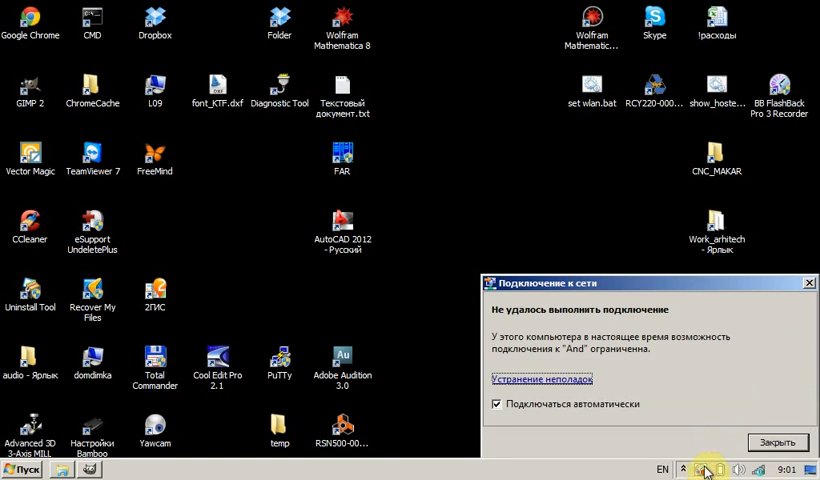 Google Chrome
CMD
Dropbox
Folder
Wolfram
Mathematica 8
Wolfram
Mathematic...
Skype
!расходы
GIMP 2
ChromeCache
L09
font_KTF.dxf
Diagnostic Tool
Текстовый
документ.txt
set wlan.bat
RCY220-000...
show_hoste...
BB FlashBack
Pro 3 Recorder
Vector Magic
TeamViewer 7
FreeMind
FAR
CNC_MAKAR
CCleaner
eSupport
UndeletePlus
AutoCAD 2012
- Русский
Work_arhitech
- Ярлык
Uninstall Tool
Recover My
Files
2ГИС
audio - Ярлык
domdimka
Total
Commander
Cool Edit Pro
2.1
PuTTy
Au
Adobe Audition
3.0
Advanced 3D
3-Axis MILL
Настройки
Bamboo
Yawcam
temp
RSN500-00...
Подключение к сети
Не удалось выполнить подключение
У этого компьютера в настоящее время возможность
подключения к "And" ограниченна.
Устранение неполадок
Подключаться автоматически
Закрыть
Пуск
EN
9:01